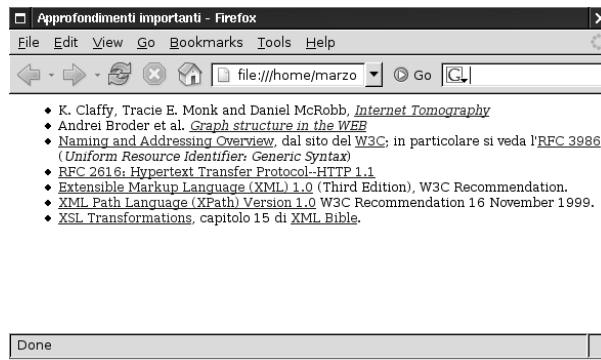 Approfondimenti importanti - Firefox
File Edit View Go Bookmarks Tools Help
file:///home/marzo Go G
K. Claffy, Tracie E. Monk and Daniel McRobb, Internet Tomography
Andrei Broder et al. Graph structure in the WEB
Naming and Addressing Overview, dal sito del W3C; in particolare si veda l'RFC 3986
(Uniform Resource Identifier: Generic Syntax)
RFC 2616: Hypertext Transfer Protocol--HTTP 1.1
Extensible Markup Language (XML) 1.0 (Third Edition), W3C Recommendation.
XML Path Language (XPath) Version 1.0 W3C Recommendation 16 November 1999.
XSL Transformations, capitolo 15 di XML Bible.
Done